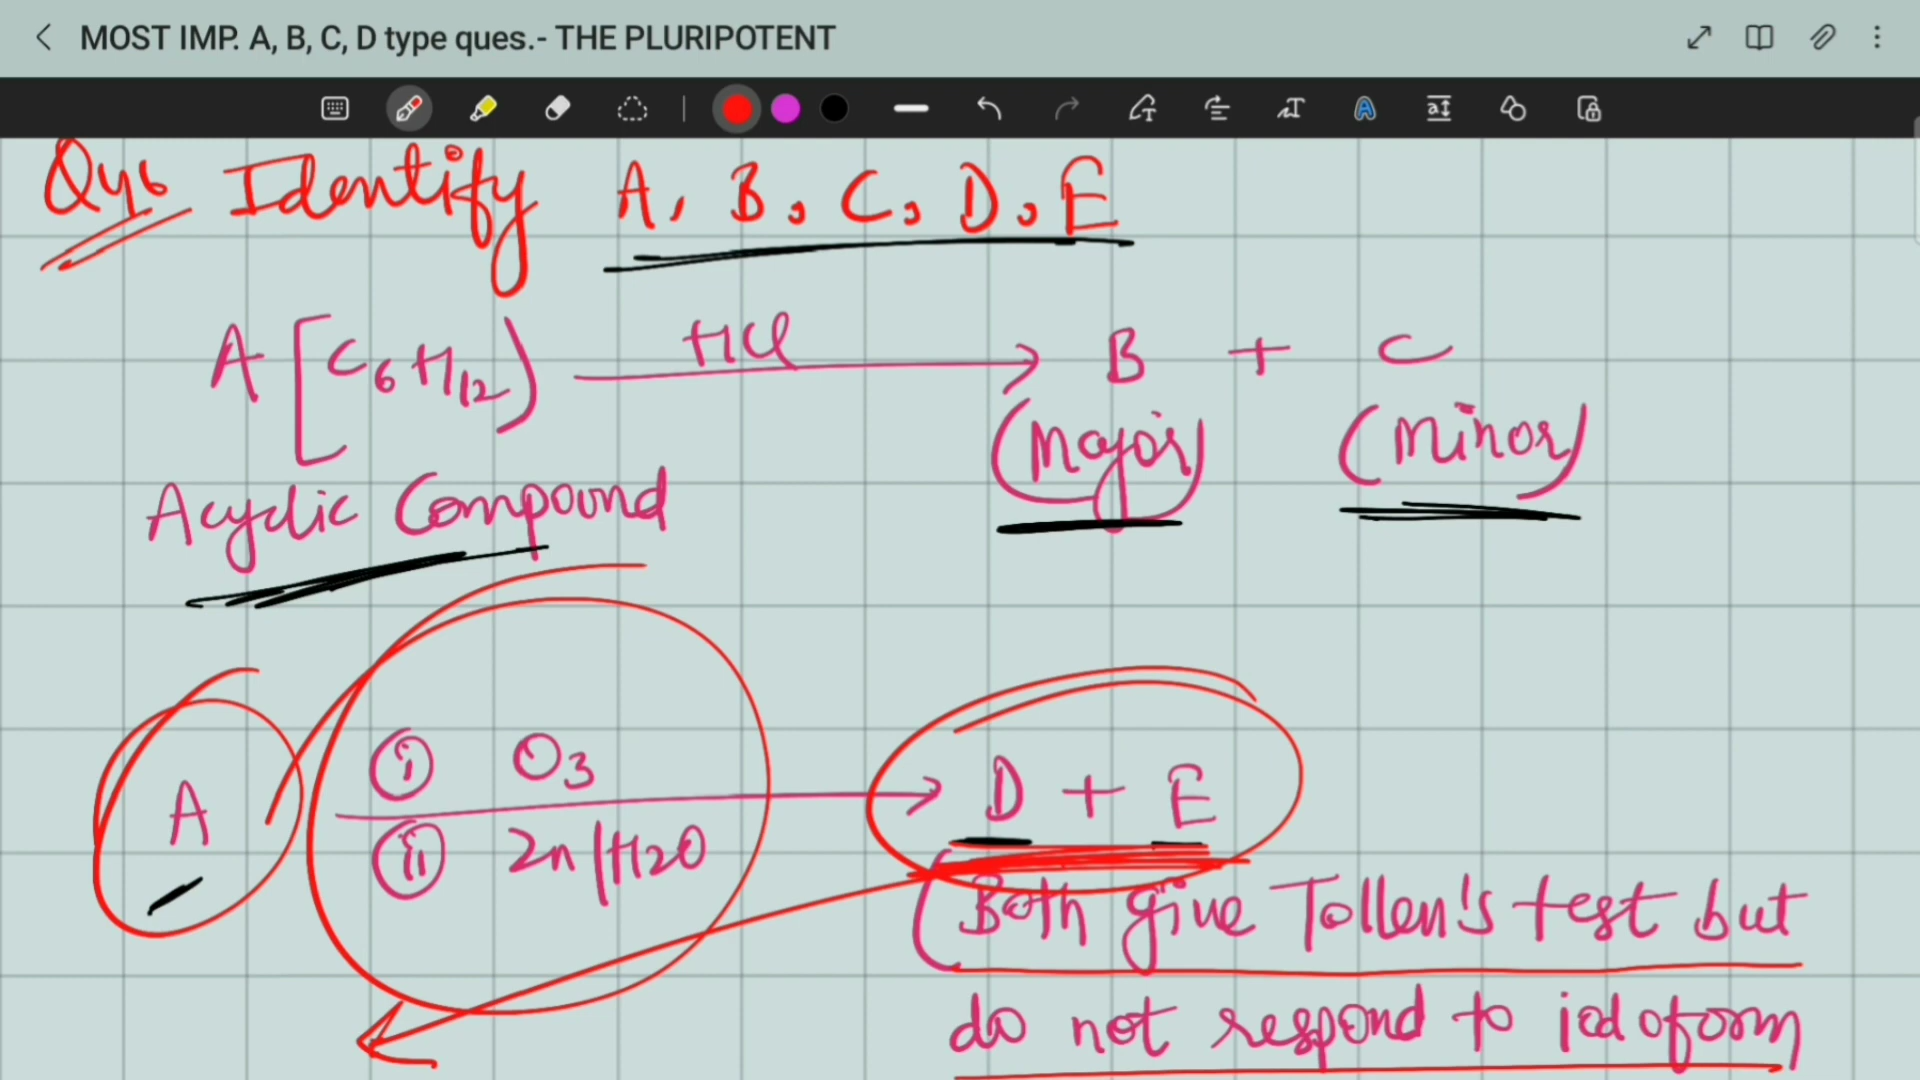 MOST IMP. A, B, C, D type ques.- THE PLURIPOTENT
Identify A, B, C, D, E
A [C6H12) HCl B + C
(Major) (Minor)
Acyclic Compound
A (i) O3 D + E
(ii) Zn/H2O
(Both give Tollen's test but
do not respond to iodoform